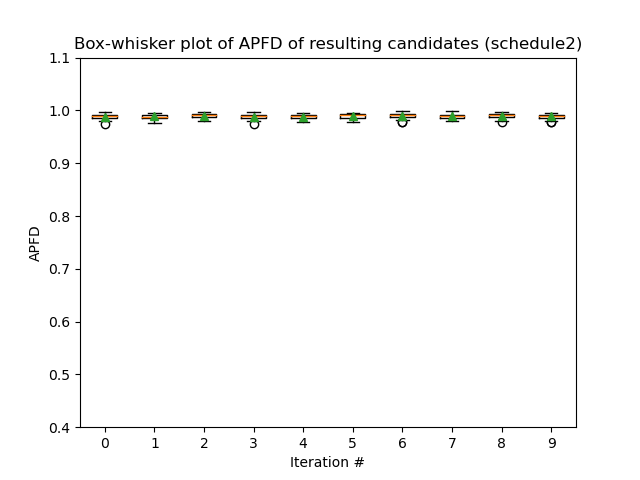 Box-whisker plot of APFD of resulting candidates (schedule2)
1.1
1.0
0.9
0.8
0.7
0.6
0.5
0.4
APFD
0 1 2 3 4 5 6 7 8 9
Iteration #